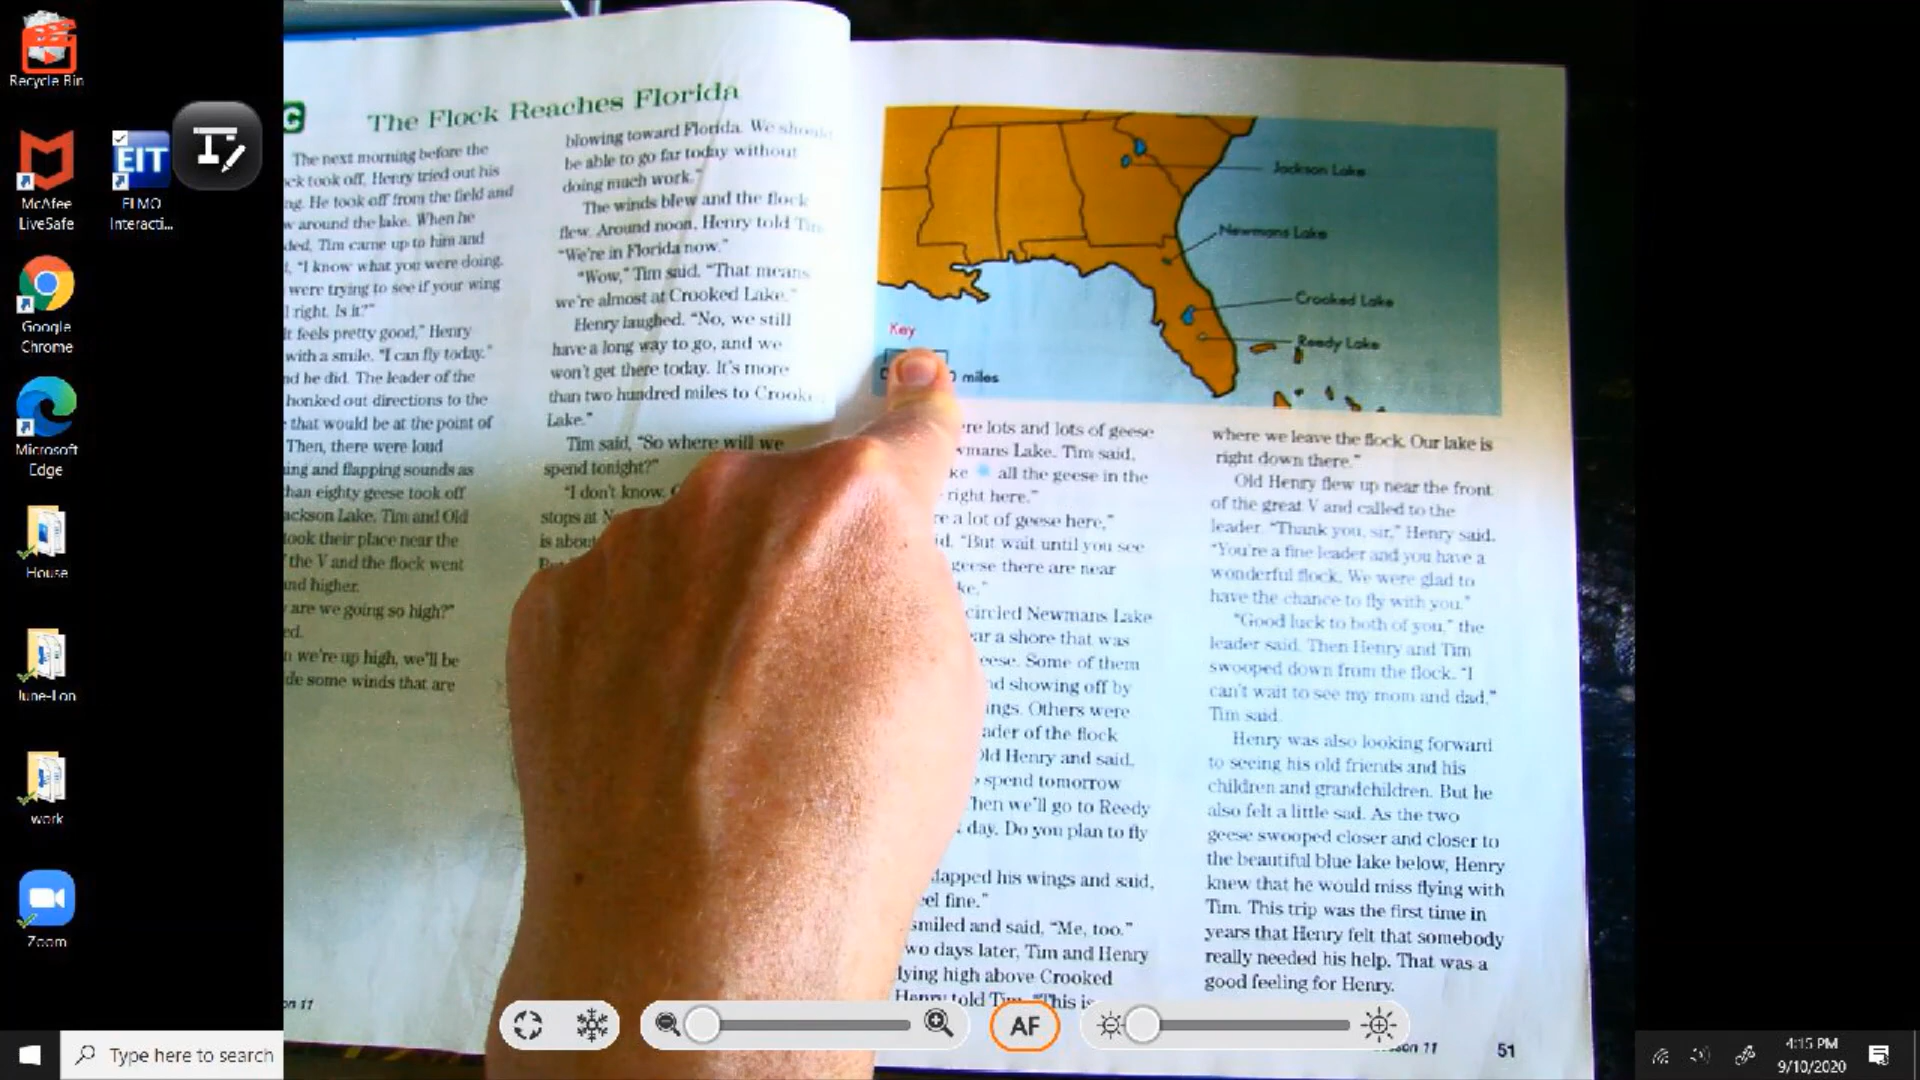 Recycle Bin
McAfee
LiveSafe
EIT
ELMO
Interacti...
Google
Chrome
Microsoft
Edge
House
June-Lon
work
Zoom
C
The Flock Reaches Florida
The next morning before the
ck took off, Henry tried out his
ng. He took off from the field and
w around the lake. When he
ded, Tim came up to him and
"I know what you were doing.
were trying to see if your wing
right. Is it?"
t feels pretty good," Henry
with a smile. "I can fly today."
nd he did. The leader of the
honked out directions to the
that would be at the point of
Then, there were loud
ing and flapping sounds as
han eighty geese took off
ackson Lake. Tim and Old
took their place near the
the V and the flock went
nd higher.
are we going so high?"
ed.
we're up high, we'll be
de some winds that are
blowing toward Florida. We should
be able to go far today without
doing much work."
The winds blew and the flock
flew. Around noon, Henry told Tim
"We're in Florida now."
"Wow," Tim said. "That means
we're almost at Crooked Lake."
Henry laughed. "No, we still
have a long way to go, and we
won't get there today. It's more
than two hundred miles to Crooke
Lake."
Tim said, "So where will we
spend tonight?"
"I don't know.
stops at N
is about
Jackson Lake
Newmans Lake
Crooked Lake
Reedy Lake
Key
miles
re lots and lots of geese
wmans Lake. Tim said,
ke all the geese in the
right here."
re a lot of geese here,"
id. "But wait until you see
geese there are near
ke."
circled Newmans Lake
ar a shore that was
eese. Some of them
nd showing off by
ings. Others were
ader of the flock
Old Henry and said,
spend tomorrow
Then we'll go to Reedy
day. Do you plan to fly
lapped his wings and said,
el fine."
smiled and said, "Me, too."
wo days later, Tim and Henry
lying high above Crooked
Henry told Tim, "This is
where we leave the flock. Our lake is
right down there."
Old Henry flew up near the front
of the great V and called to the
leader. "Thank you, sir," Henry said.
"You're a fine leader and you have a
wonderful flock. We were glad to
have the chance to fly with you."
"Good luck to both of you," the
leader said. Then Henry and Tim
swooped down from the flock. "I
can't wait to see my mom and dad,"
Tim said.
Henry was also looking forward
to seeing his old friends and his
children and grandchildren. But he
also felt a little sad. As the two
geese swooped closer and closer to
the beautiful blue lake below, Henry
knew that he would miss flying with
Tim. This trip was the first time in
years that Henry felt that somebody
really needed his help. That was a
good feeling for Henry.
on 11
AF
son 11
51
Type here to search
4:15 PM
9/10/2020